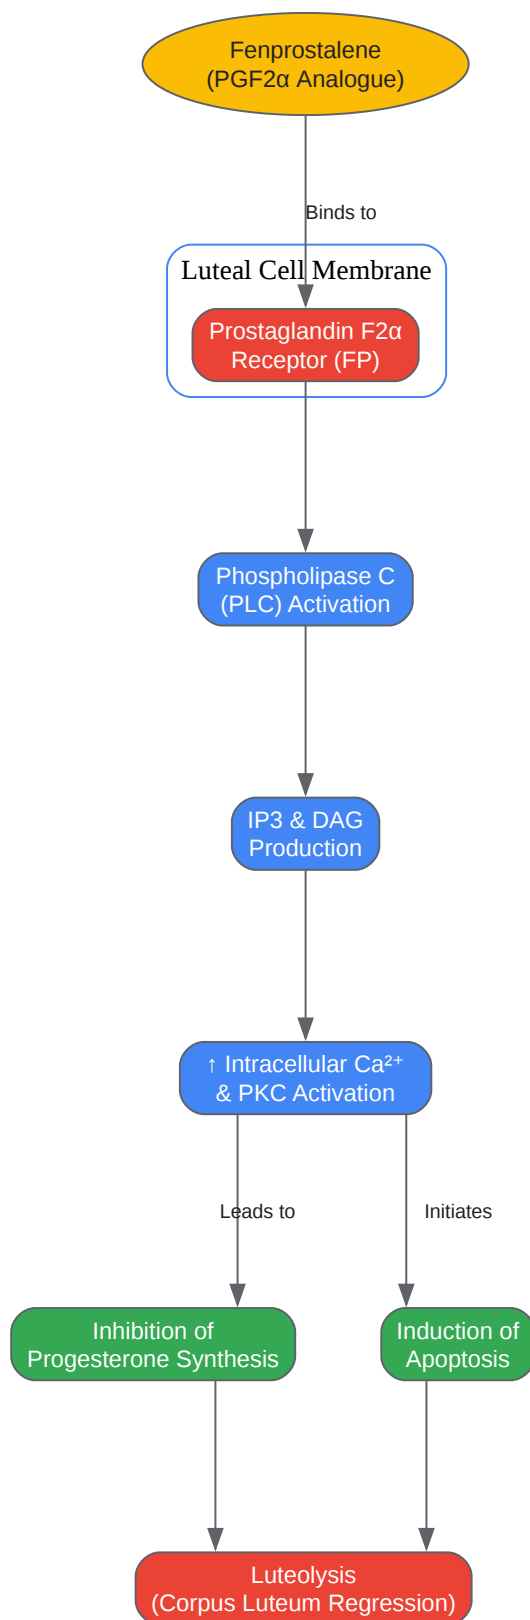 Fenprostalene
(PGF2α Analogue)
Binds to
Luteal Cell Membrane
Prostaglandin F2α
Receptor (FP)
Phospholipase C
(PLC) Activation
IP3 & DAG
Production
↑ Intracellular Ca²⁺
& PKC Activation
Leads to
Initiates
Inhibition of
Progesterone Synthesis
Induction of
Apoptosis
Luteolysis
(Corpus Luteum Regression)